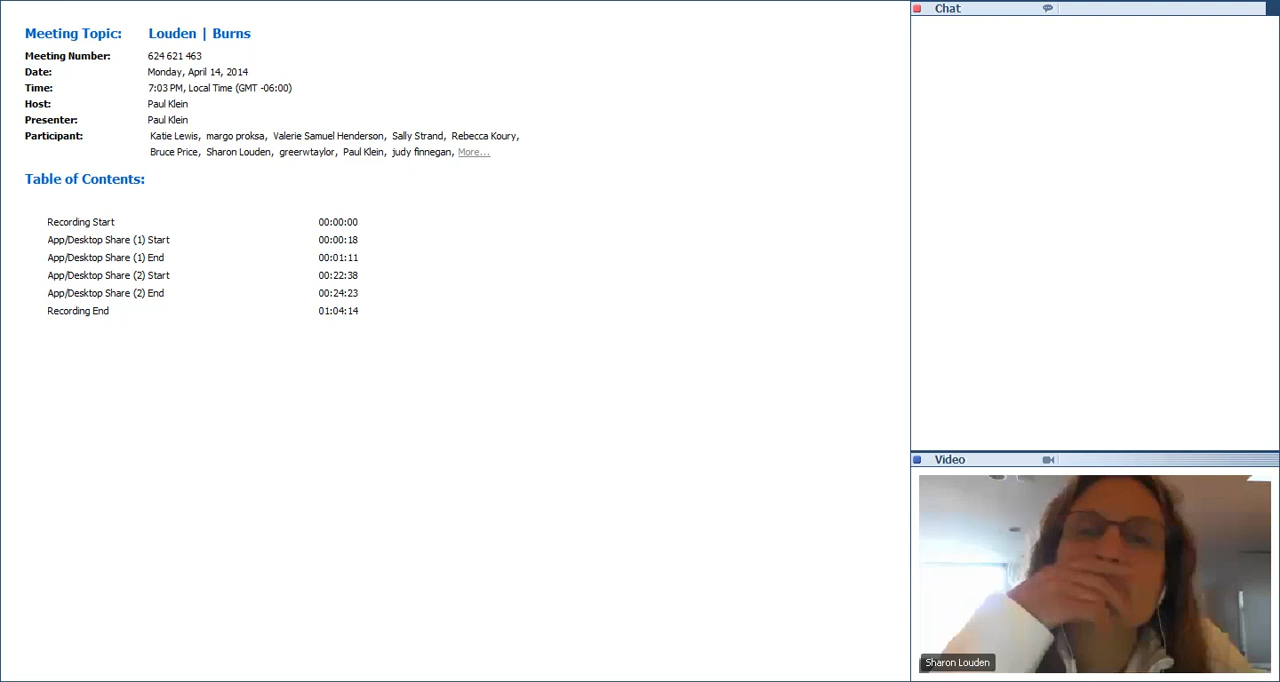 Meeting Topic: Louden | Burns
Meeting Number: 624 621 463
Date: Monday, April 14, 2014
Time: 7:03 PM, Local Time (GMT -06:00)
Host: Paul Klein
Presenter: Paul Klein
Participant: Katie Lewis, margo proksa, Valerie Samuel Henderson, Sally Strand, Rebecca Koury,
Bruce Price, Sharon Louden, greerwtaylor, Paul Klein, judy finnegan, More...
Table of Contents:
Recording Start 00:00:00
App/Desktop Share (1) Start 00:00:18
App/Desktop Share (1) End 00:01:11
App/Desktop Share (2) Start 00:22:38
App/Desktop Share (2) End 00:24:23
Recording End 01:04:14
Chat
Video
Sharon Louden